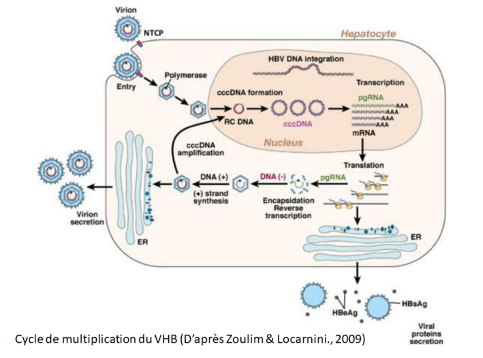 Virion
NTCP
Hepatocyte
HBV DNA integration
Polymerase
Entry
Transcription
cccDNA formation
pgRNA
AAA
AAA
AAA
AAA
RC DNA
cccDNA
mRNA
Nucleus
cccDNA
amplification
Translation
DNA (+)
DNA (-)
pgRNA
(+) strand
synthesis
Encapsidation
Reverse
transcription
Virion
secretion
ER
ER
HBeAg
HBsAg
Viral
proteins
secretion
Cycle de multiplication du VHB (D'après Zoulim & Locarnini., 2009)